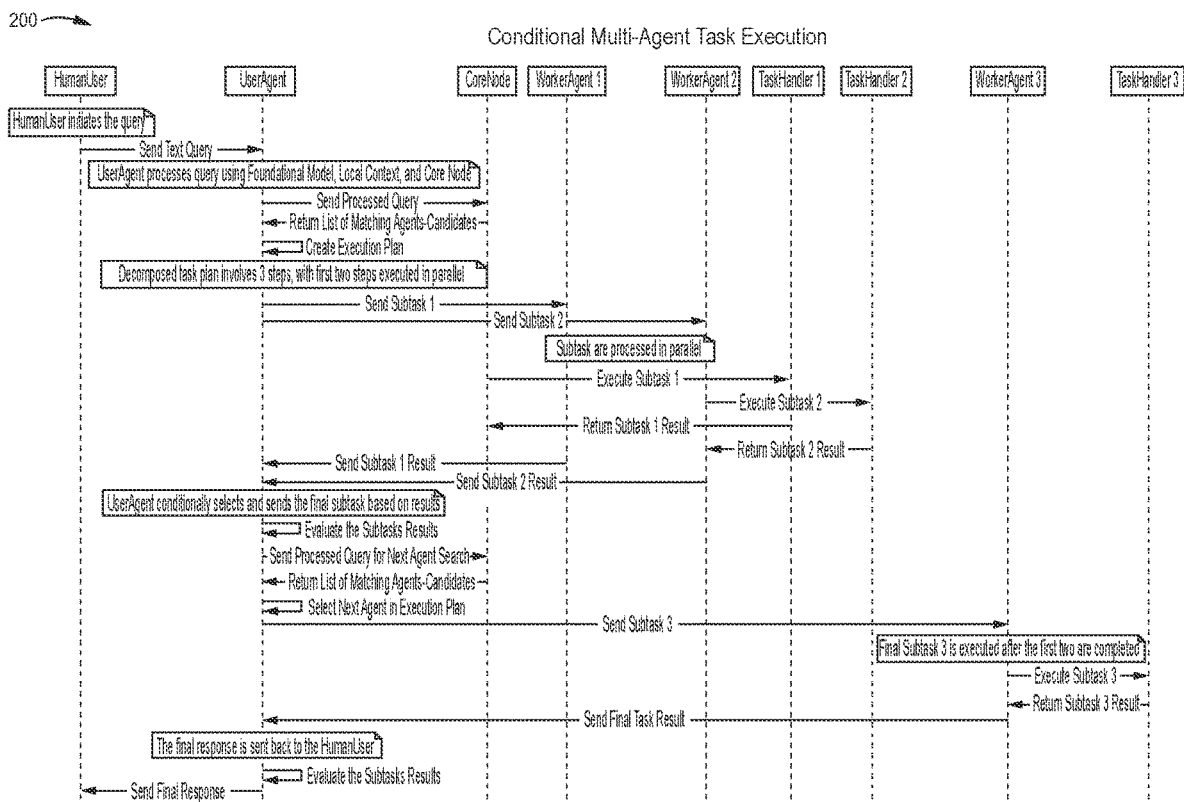 200
Conditional Multi-Agent Task Execution
HumanUser
UserAgent
CoreNode
WorkerAgent 1
WorkerAgent 2
TaskHandler 1
TaskHandler 2
WorkerAgent 3
TaskHandler 3
HumanUser initiates the query
Send Text Query
UserAgent processes query using Foundational Model, Local Context, and Core Node
Send Processed Query
Return List of Matching Agents-Candidates
Create Execution Plan
Decomposed task plan involves 3 steps, with first two steps executed in parallel
Send Subtask 1
Send Subtask 2
Subtask are processed in parallel
Execute Subtask 1
Execute Subtask 2
Return Subtask 1 Result
Return Subtask 2 Result
Send Subtask 1 Result
Send Subtask 2 Result
UserAgent conditionally selects and sends the final subtask based on results
Evaluate the Subtasks Results
Send Processed Query for Next Agent Search
Return List of Matching Agents-Candidates
Select Next Agent in Execution Plan
Send Subtask 3
Final Subtask 3 is executed after the first two are completed
Execute Subtask 3
Return Subtask 3 Result
Send Final Task Result
The final response is sent back to the HumanUser
Evaluate the Subtasks Results
Send Final Response